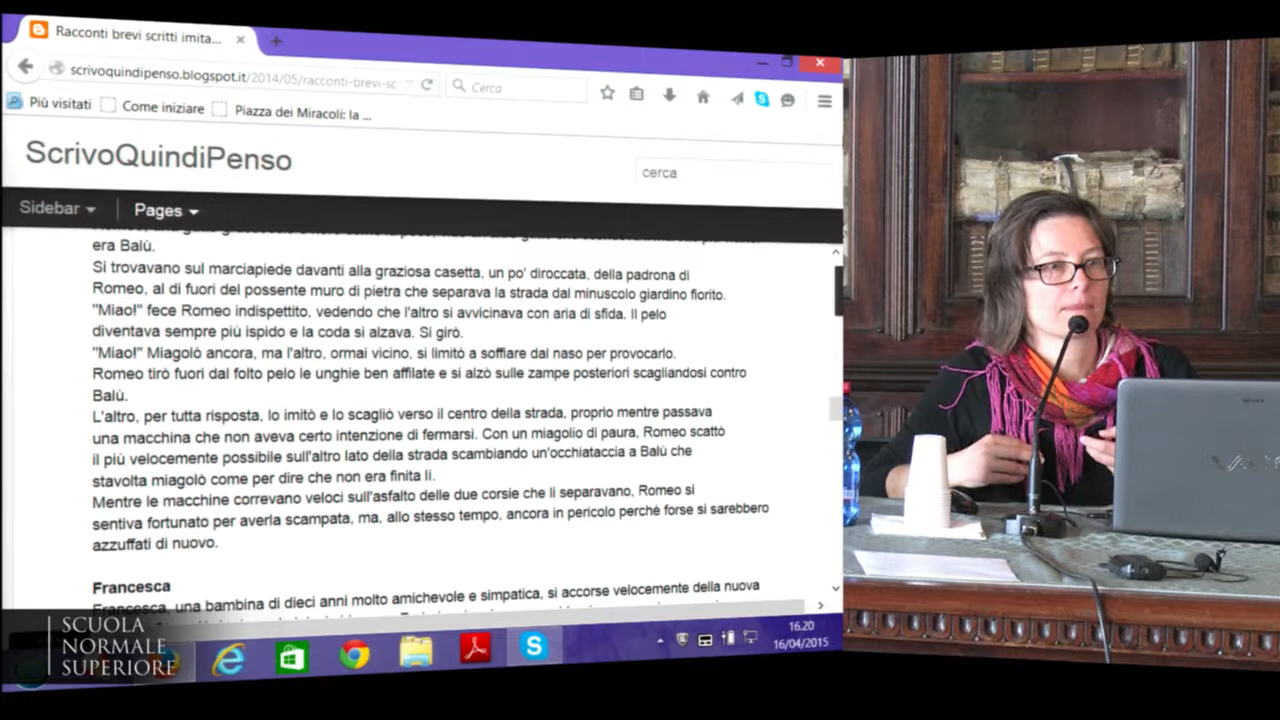 Racconti brevi scritti imita...
scrivoquindipenso.blogspot.it/2014/05/racconti-brevi-sc
Cerca
Più visitati
Come iniziare
Piazza dei Miracoli: la ...
ScrivoQuindiPenso
cerca
Sidebar
Pages
era Balù.
Si trovavano sul marciapiede davanti alla graziosa casetta, un po' diroccata, della padrona di
Romeo, al di fuori del possente muro di pietra che separava la strada dal minuscolo giardino fiorito.
"Miao!" fece Romeo indispettito, vedendo che l'altro si avvicinava con aria di sfida. Il pelo
diventava sempre più ispido e la coda si alzava. Si girò.
"Miao!" Miagolò ancora, ma l'altro, ormai vicino, si limitò a soffiare dal naso per provocarlo.
Romeo tirò fuori dal folto pelo le unghie ben affilate e si alzò sulle zampe posteriori scagliandosi contro
Balù.
L'altro, per tutta risposta, lo imitò e lo scagliò verso il centro della strada, proprio mentre passava
una macchina che non aveva certo intenzione di fermarsi. Con un miagolio di paura, Romeo scattò
il più velocemente possibile sull'altro lato della strada scambiando un'occhiataccia a Balù che
stavolta miagolò come per dire che non era finita lì.
Mentre le macchine correvano veloci sull'asfalto delle due corsie che li separavano, Romeo si
sentiva fortunato per averla scampata, ma, allo stesso tempo, ancora in pericolo perché forse si sarebbero
azzuffati di nuovo.
Francesca
Francesca, una bambina di dieci anni molto amichevole e simpatica, si accorse velocemente della nuova
SCUOLA
NORMALE
SUPERIORE
16.20
16/04/2015